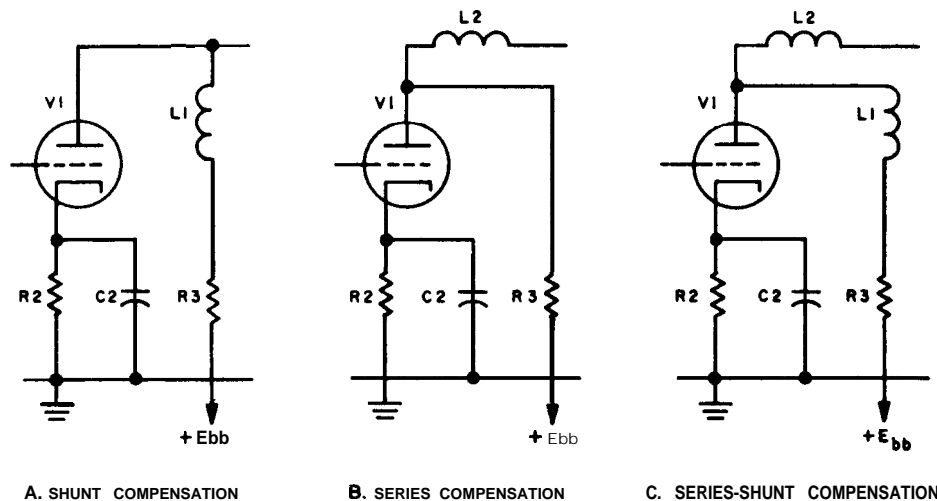 L2
L2
V1
L1
V1
V1
L1
R2
C2
R3
R2
C2
R3
R2
C2
R3
+ Ebb
+ Ebb
+Ebb
A. SHUNT COMPENSATION
B. SERIES COMPENSATION
C. SERIES-SHUNT COMPENSATION